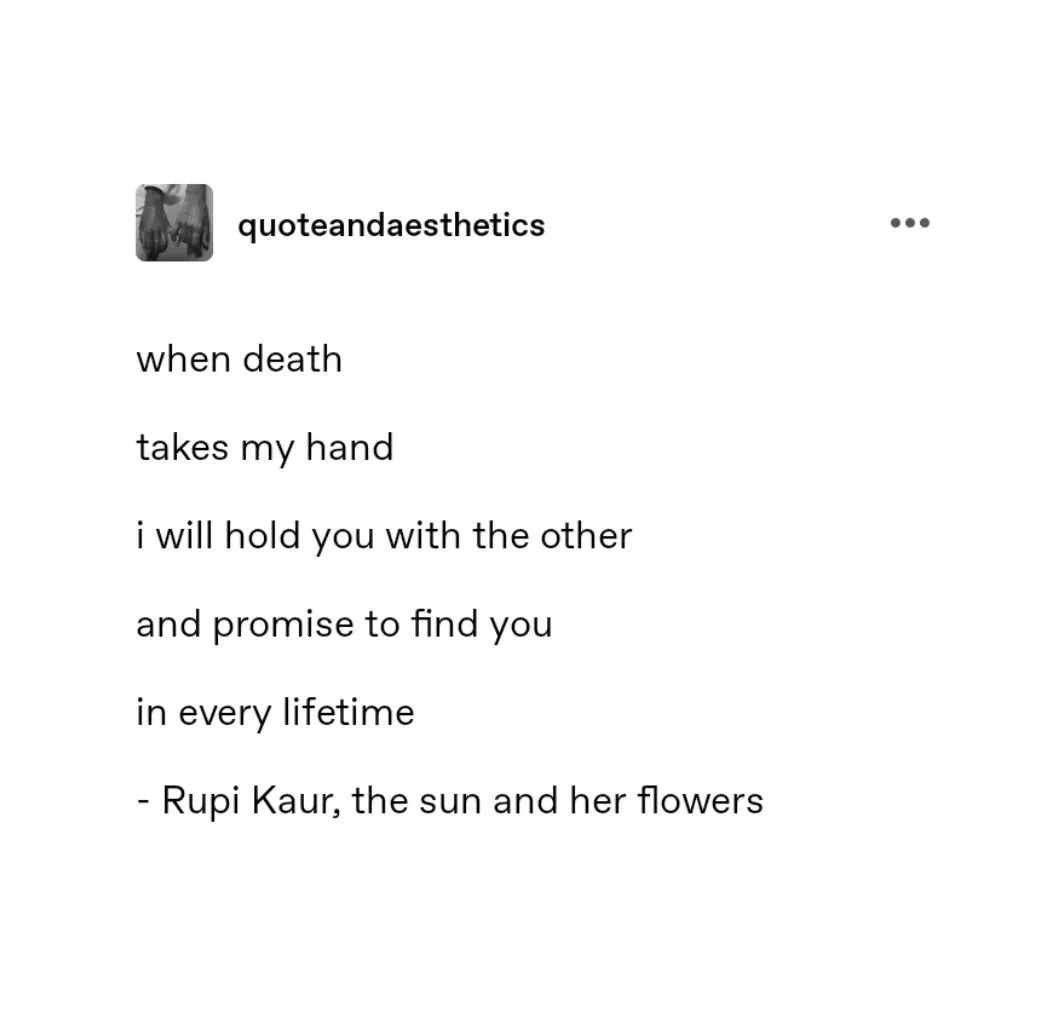 quoteandaesthetics
when death
takes my hand
i will hold you with the other
and promise to find you
in every lifetime
- Rupi Kaur, the sun and her flowers